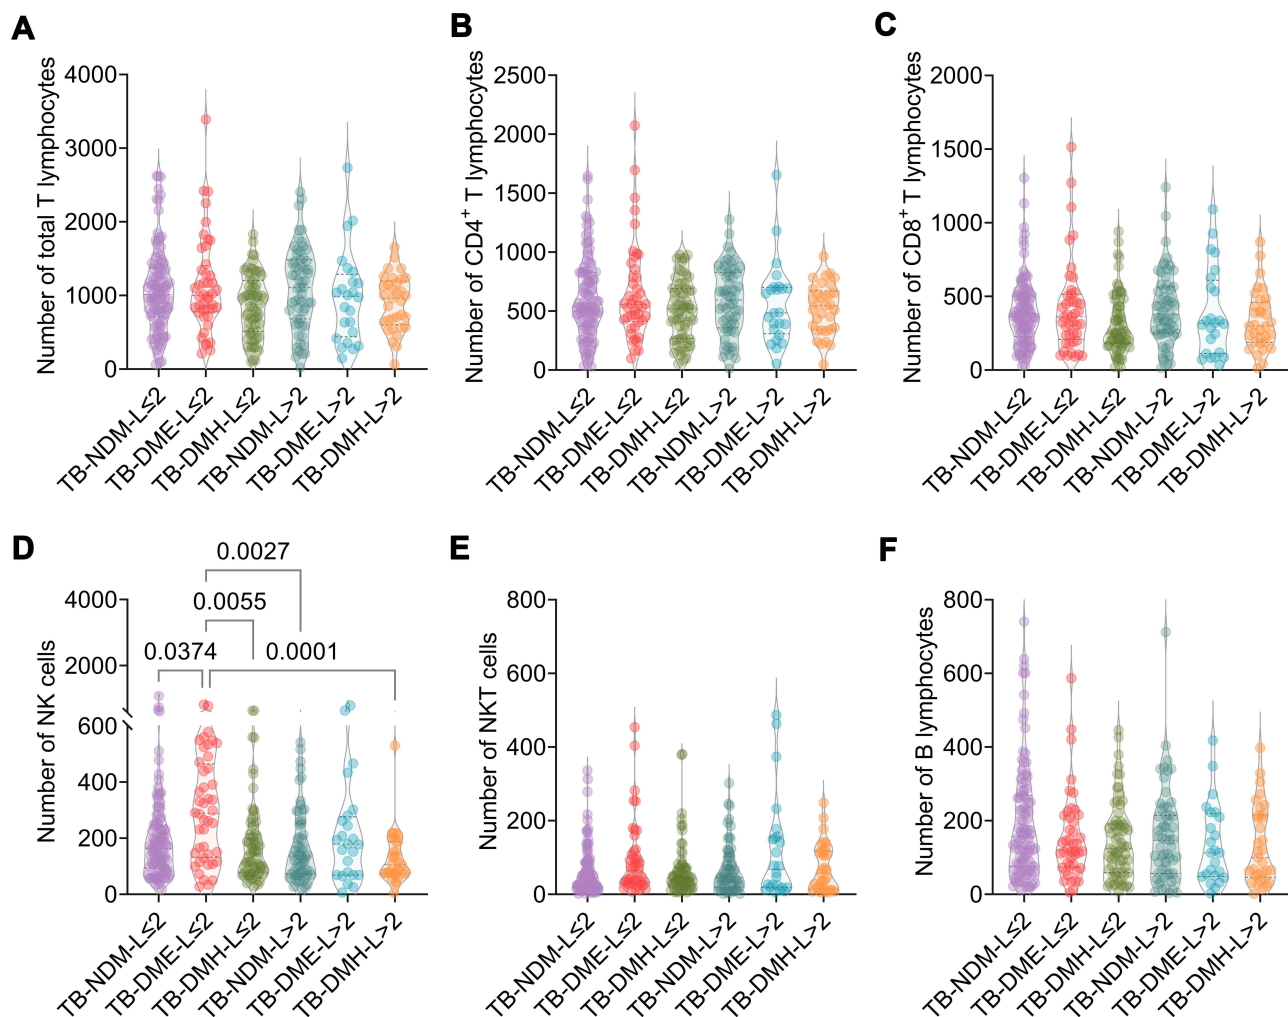 A
Number of total T lymphocytes
4000
3000
2000
1000
0
TB-NDM-L≤2
TB-DME-L≤2
TB-DMH-L≤2
TB-NDM-L>2
TB-DME-L>2
TB-DMH-L>2
B
Number of CD4+ T lymphocytes
2500
2000
1500
1000
500
0
TB-NDM-L≤2
TB-DME-L≤2
TB-DMH-L≤2
TB-NDM-L>2
TB-DME-L>2
TB-DMH-L>2
C
Number of CD8+ T lymphocytes
2000
1500
1000
500
0
TB-NDM-L≤2
TB-DME-L≤2
TB-DMH-L≤2
TB-NDM-L>2
TB-DME-L>2
TB-DMH-L>2
D
Number of NK cells
0.0027
0.0055
0.0374
0.0001
4000
2000
600
400
200
0
TB-NDM-L≤2
TB-DME-L≤2
TB-DMH-L≤2
TB-NDM-L>2
TB-DME-L>2
TB-DMH-L>2
E
Number of NKT cells
800
600
400
200
0
TB-NDM-L≤2
TB-DME-L≤2
TB-DMH-L≤2
TB-NDM-L>2
TB-DME-L>2
TB-DMH-L>2
F
Number of B lymphocytes
800
600
400
200
0
TB-NDM-L≤2
TB-DME-L≤2
TB-DMH-L≤2
TB-NDM-L>2
TB-DME-L>2
TB-DMH-L>2